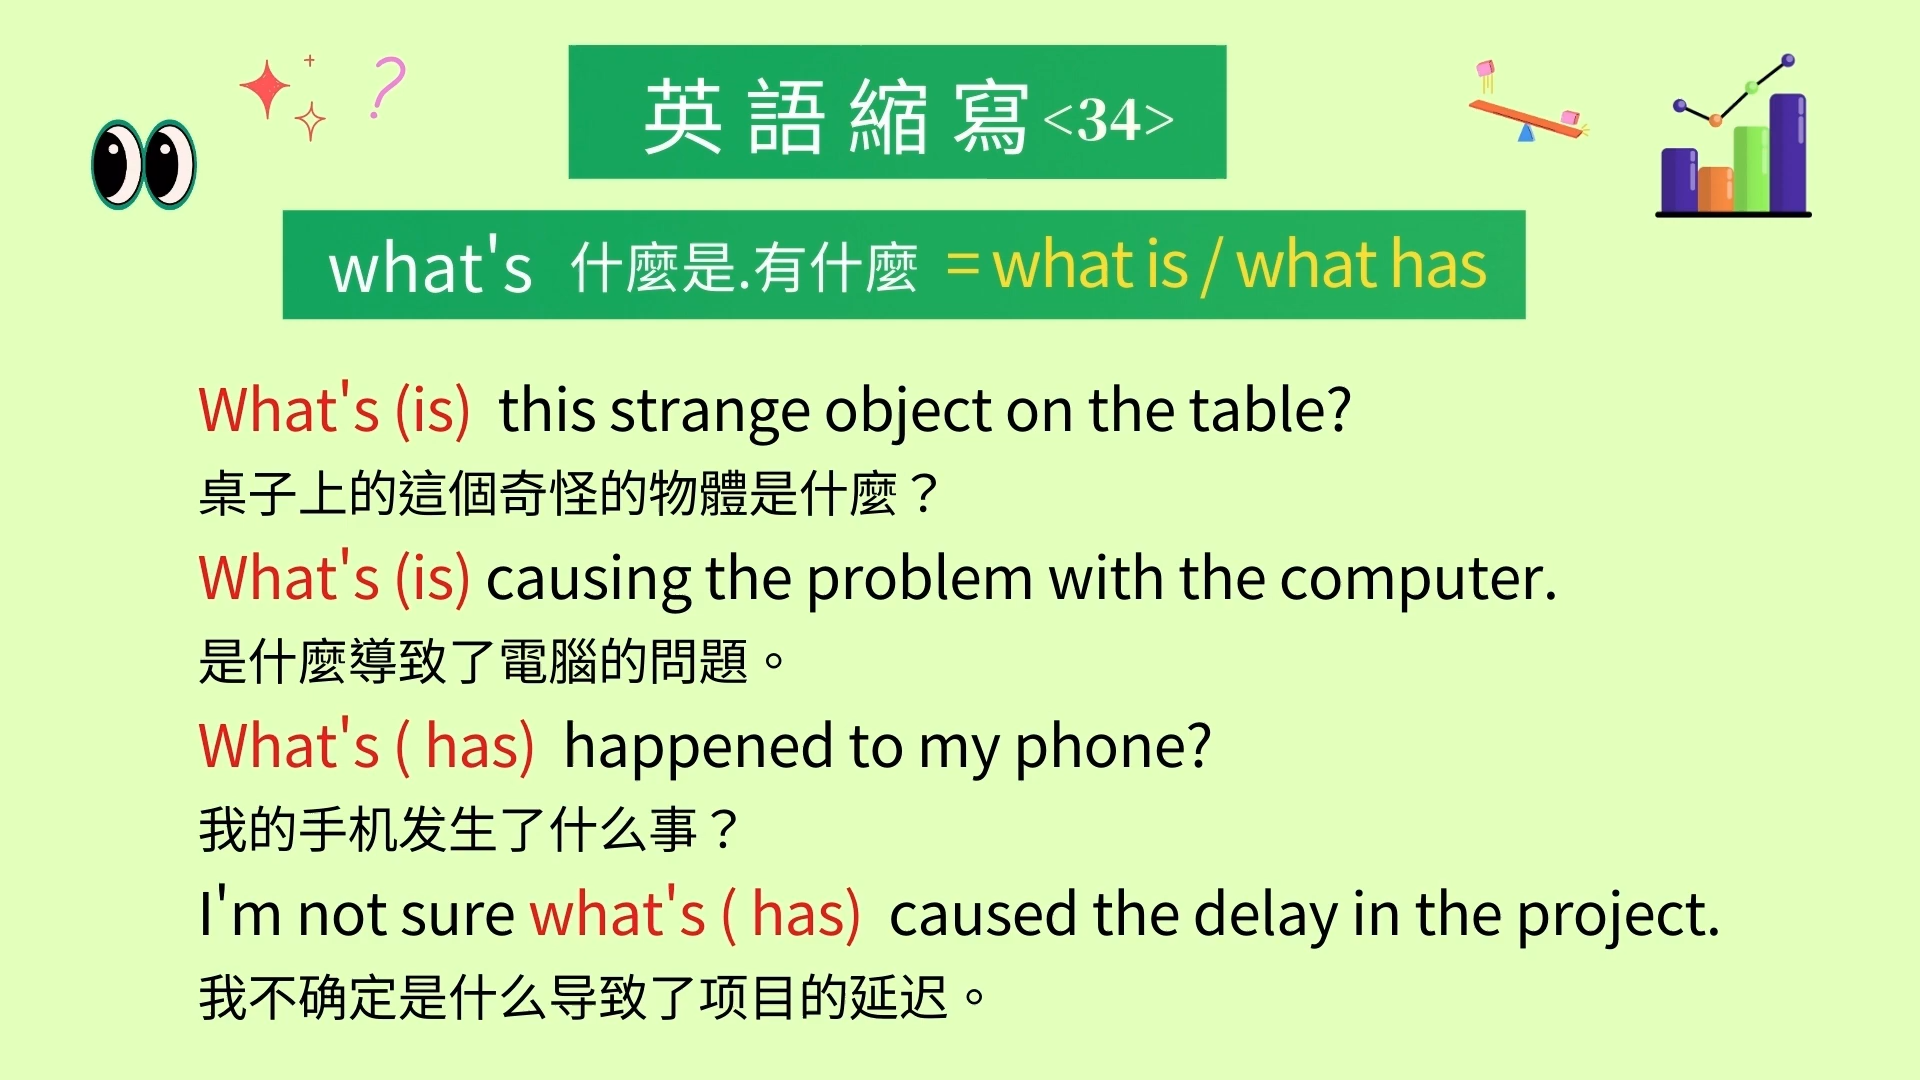 ?
英語縮寫<34>
what's 什麼是.有什麼 = what is / what has
What's (is) this strange object on the table?
桌子上的這個奇怪的物體是什麼？
What's (is) causing the problem with the computer.
是什麼導致了電腦的問題。
What's ( has) happened to my phone?
我的手机发生了什么事？
I'm not sure what's ( has) caused the delay in the project.
我不确定是什么导致了项目的延迟。